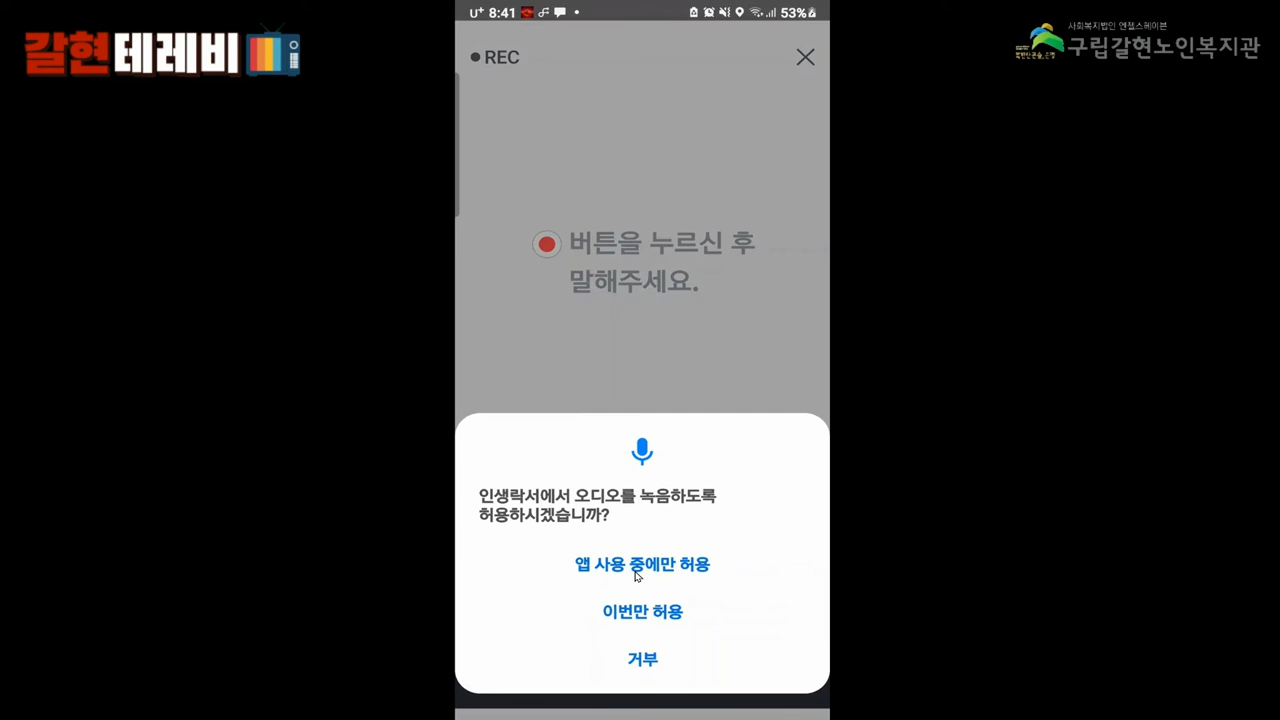 갈현테레비
사회복지법인 엔젤스헤이븐
구립갈현노인복지관
U+ 8:41
53%
REC
버튼을 누르신 후
말해주세요.
인생락서에서 오디오를 녹음하도록
허용하시겠습니까?
앱 사용 중에만 허용
이번만 허용
거부